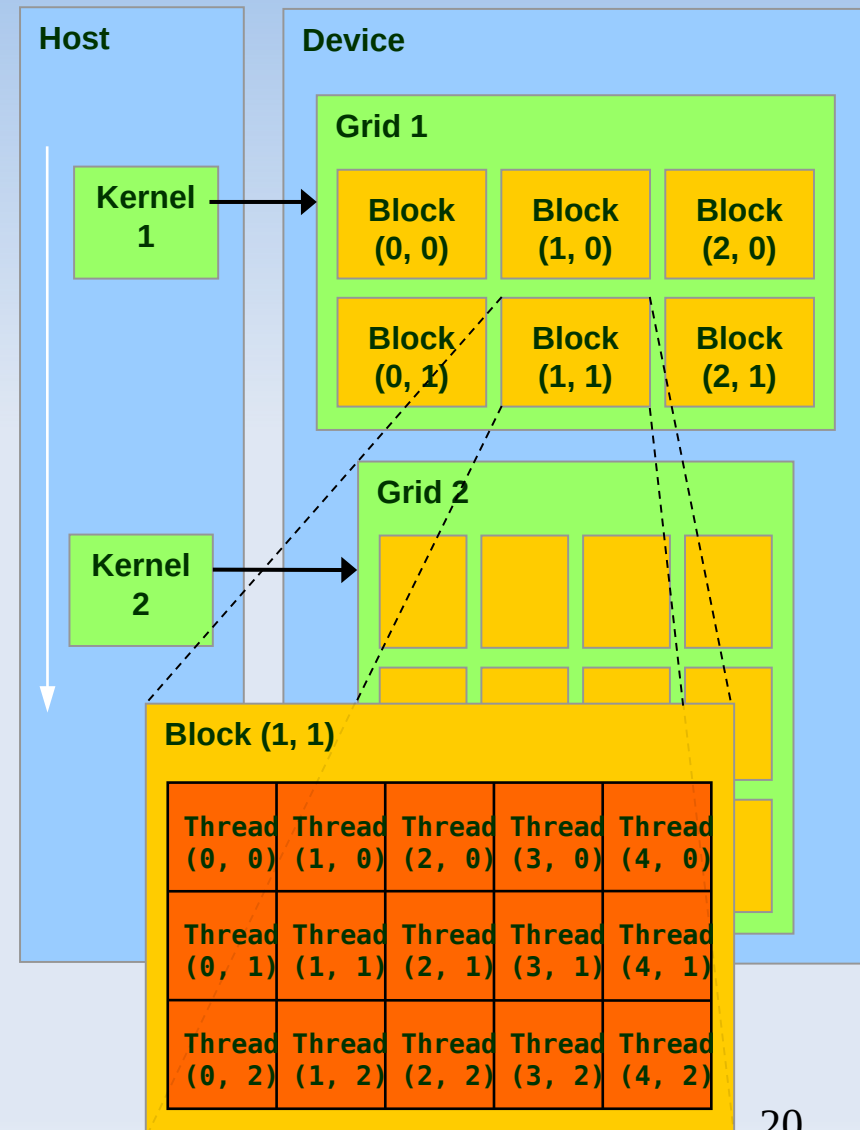 Host
Device
Grid 1
Kernel
1
Block
(0, 0)
Block
(1, 0)
Block
(2, 0)
Block
(0, 1)
Block
(1, 1)
Block
(2, 1)
Grid 2
Kernel
2
Block (1, 1)
Thread
(0, 0)
Thread
(1, 0)
Thread
(2, 0)
Thread
(3, 0)
Thread
(4, 0)
Thread
(0, 1)
Thread
(1, 1)
Thread
(2, 1)
Thread
(3, 1)
Thread
(4, 1)
Thread
(0, 2)
Thread
(1, 2)
Thread
(2, 2)
Thread
(3, 2)
Thread
(4, 2)
20